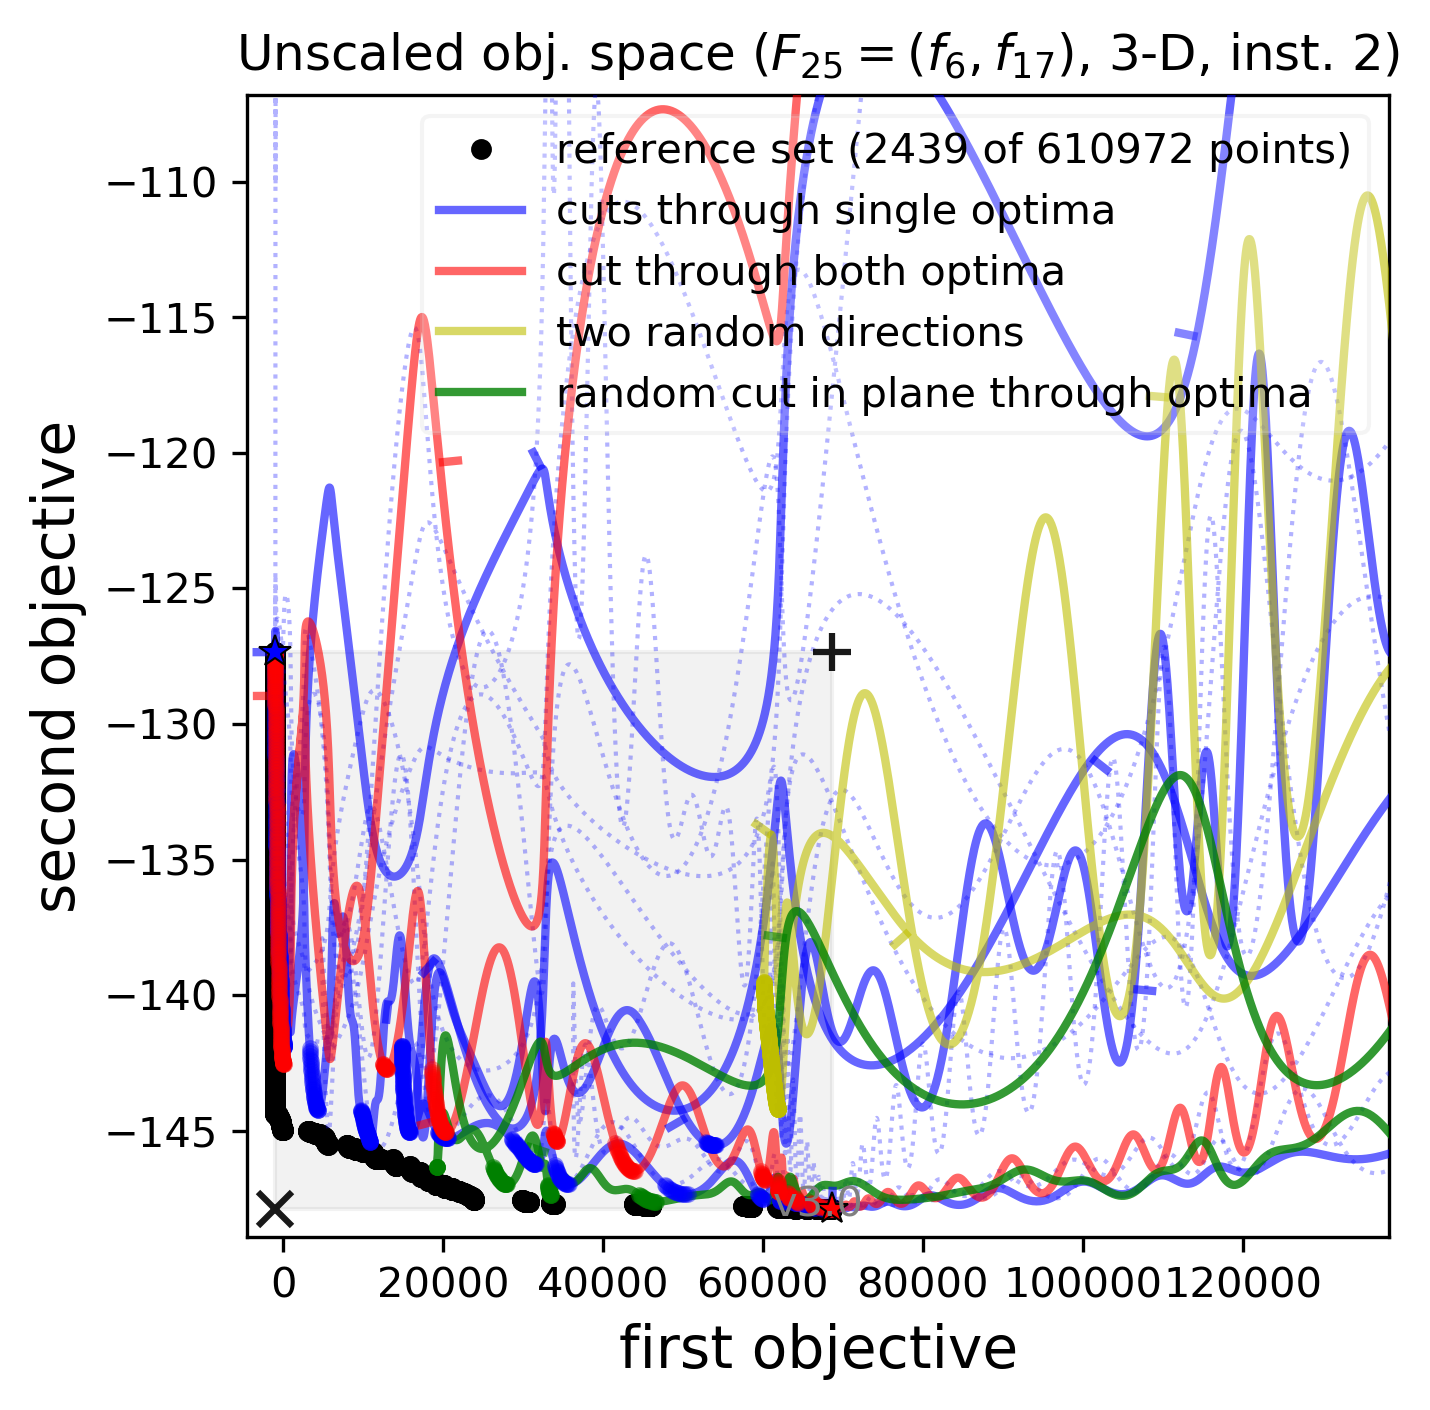 Unscaled obj. space (F₂₅ = (f₆, f₁₇), 3-D, inst. 2)
reference set (2439 of 610972 points)
cuts through single optima
cut through both optima
two random directions
random cut in plane through optima
second objective
−110
−115
−120
−125
−130
−135
−140
−145
0 20000 40000 60000 80000 100000 120000
first objective